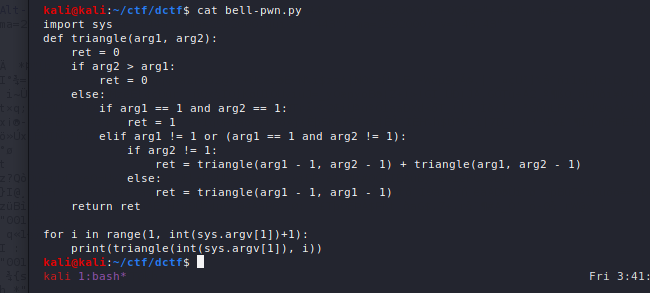 kali@kali:~/ctf/dctf$ cat bell-pwn.py
import sys
def triangle(arg1, arg2):
    ret = 0
    if arg2 > arg1:
        ret = 0
    else:
        if arg1 == 1 and arg2 == 1:
            ret = 1
        elif arg1 != 1 or (arg1 == 1 and arg2 != 1):
            if arg2 != 1:
                ret = triangle(arg1 - 1, arg2 - 1) + triangle(arg1, arg2 - 1)
            else:
                ret = triangle(arg1 - 1, arg1 - 1)
    return ret

for i in range(1, int(sys.argv[1])+1):
    print(triangle(int(sys.argv[1]), i))
kali@kali:~/ctf/dctf$
kali 1:bash* Fri 3:41: